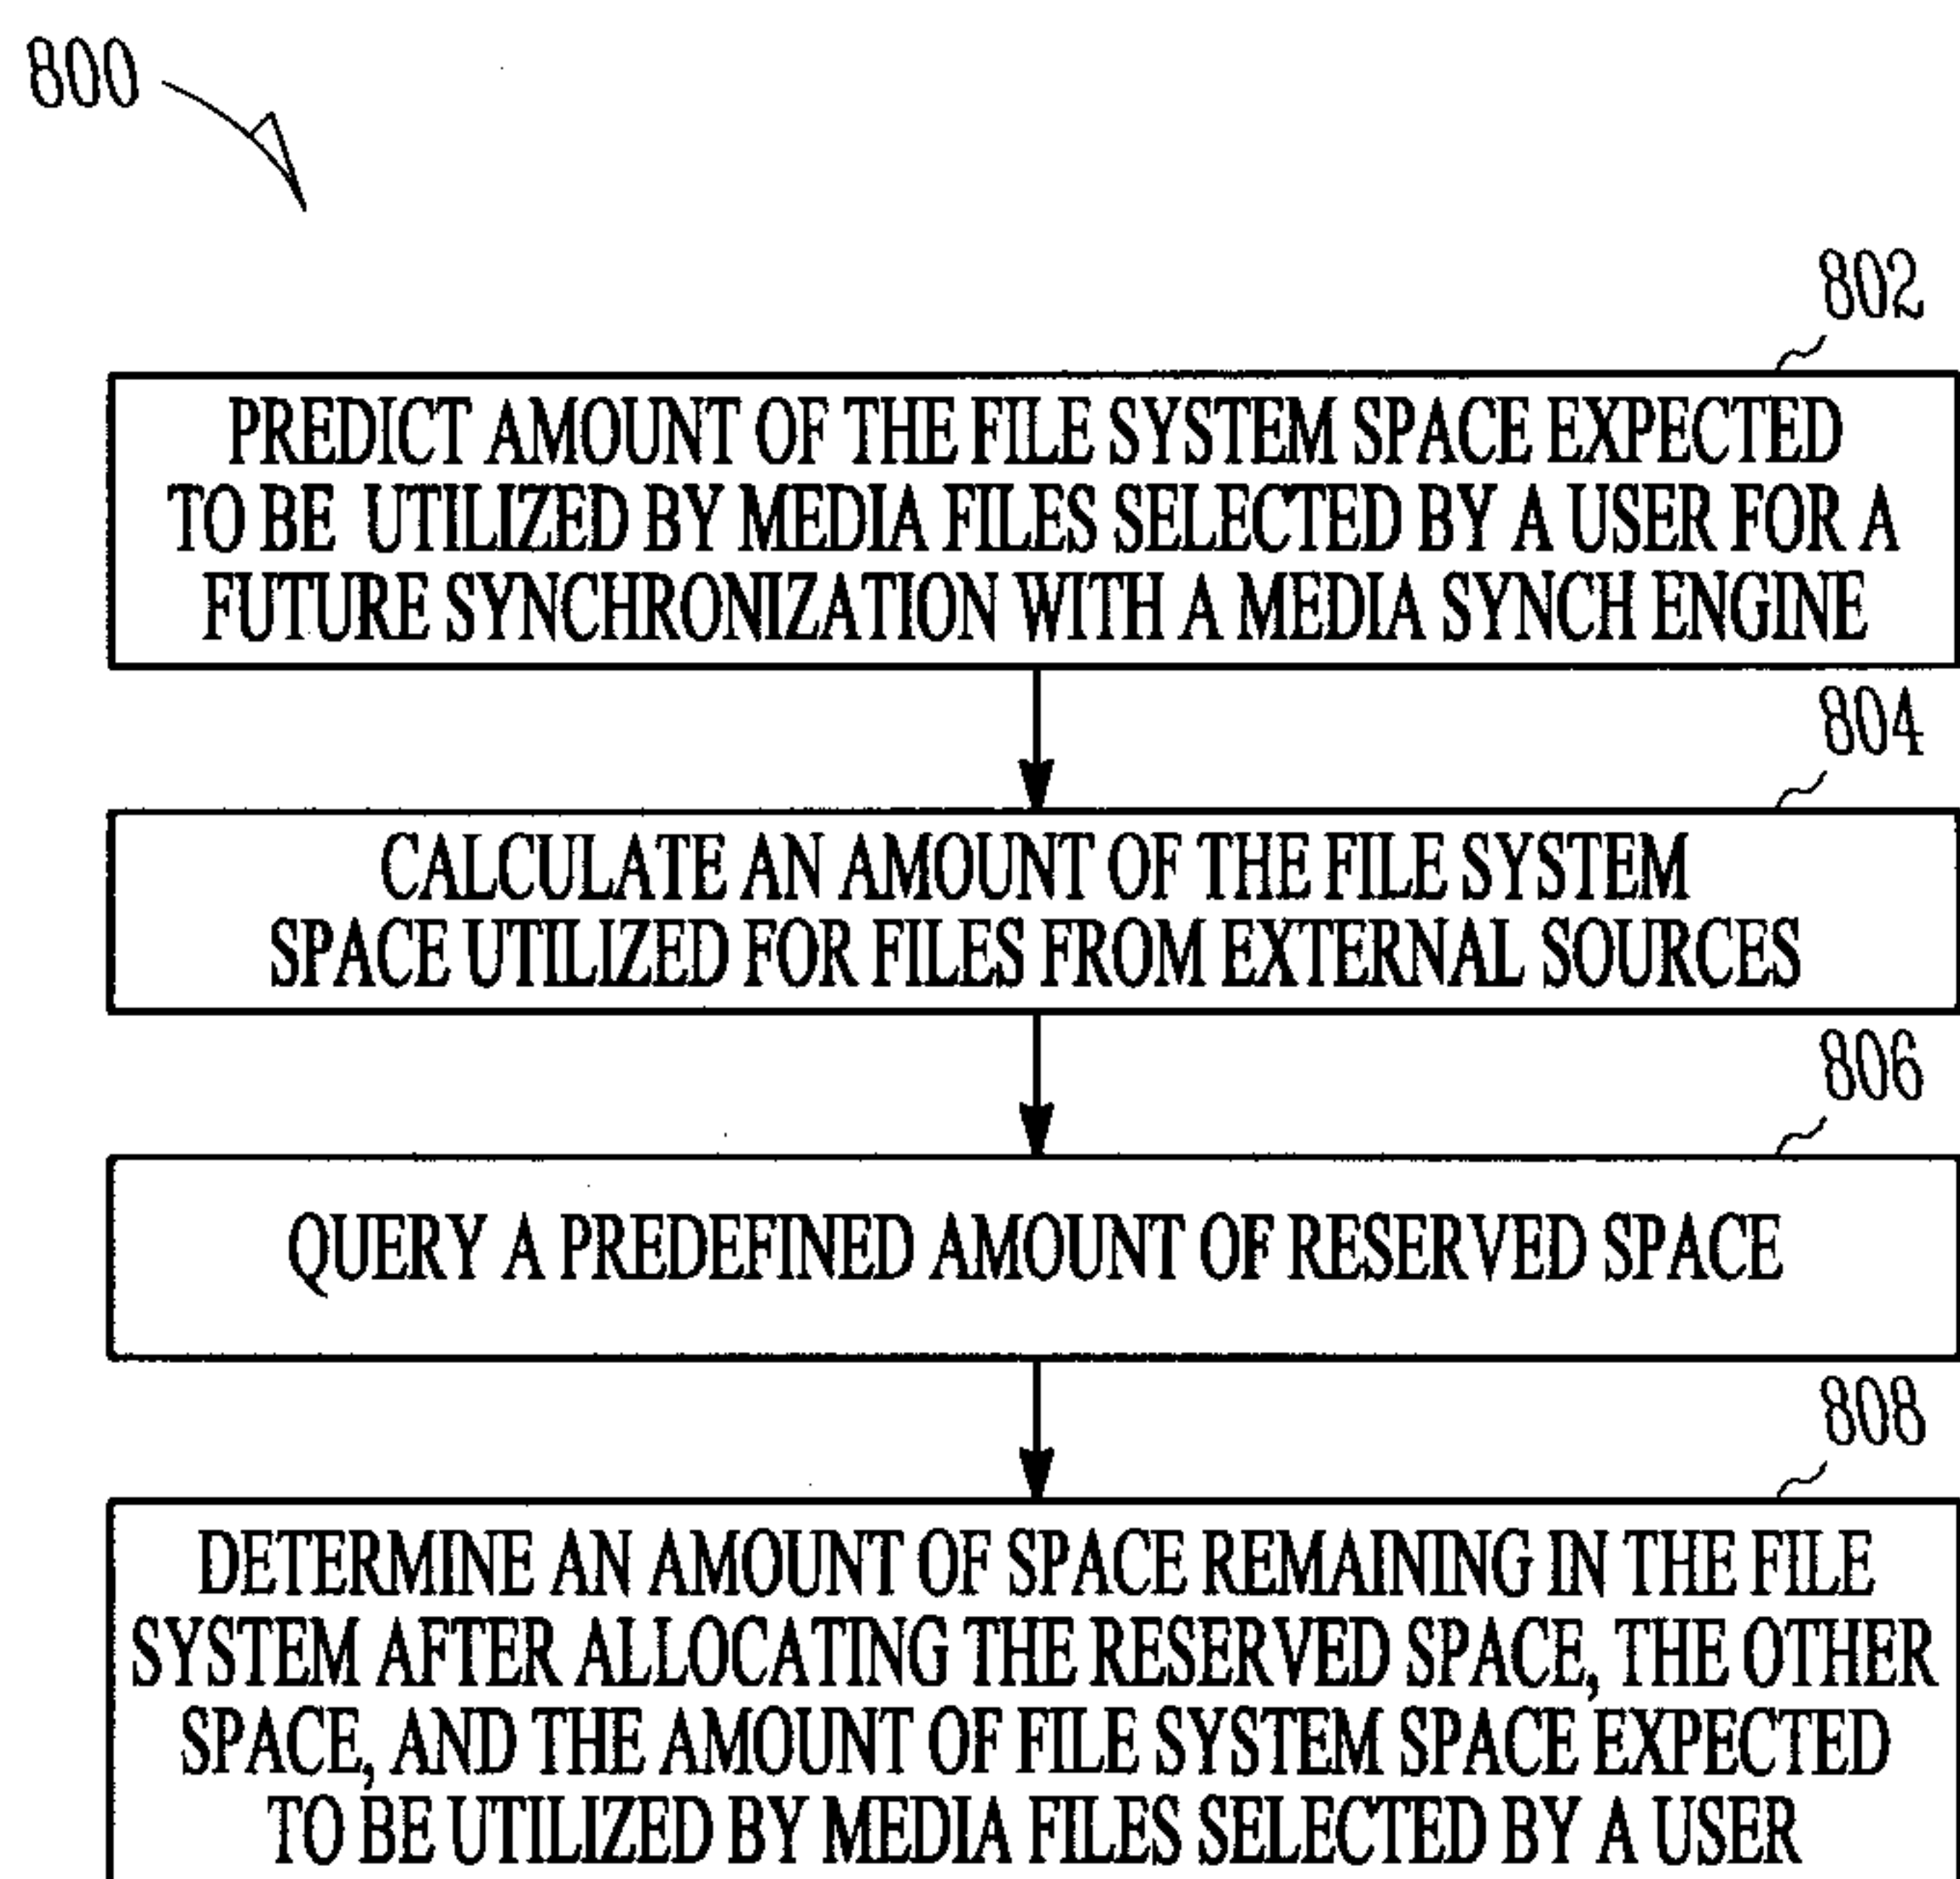 800
802
PREDICT AMOUNT OF THE FILE SYSTEM SPACE EXPECTED
TO BE UTILIZED BY MEDIA FILES SELECTED BY A USER FOR A
FUTURE SYNCHRONIZATION WITH A MEDIA SYNCH ENGINE
804
CALCULATE AN AMOUNT OF THE FILE SYSTEM
SPACE UTILIZED FOR FILES FROM EXTERNAL SOURCES
806
QUERY A PREDEFINED AMOUNT OF RESERVED SPACE
808
DETERMINE AN AMOUNT OF SPACE REMAINING IN THE FILE
SYSTEM AFTER ALLOCATING THE RESERVED SPACE, THE OTHER
SPACE, AND THE AMOUNT OF FILE SYSTEM SPACE EXPECTED
TO BE UTILIZED BY MEDIA FILES SELECTED BY A USER